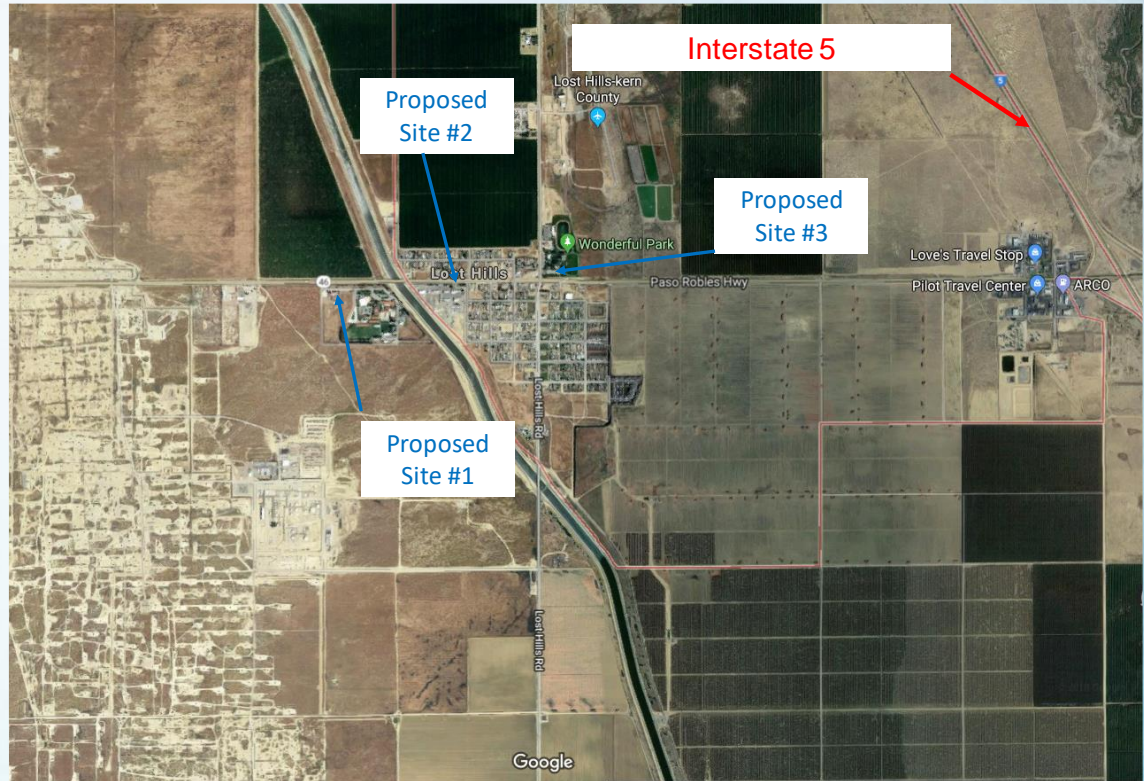 Interstate 5
5
Lost Hills-kern
County
Proposed
Site #2
Proposed
Site #3
Wonderful Park
Lost Hills
Love's Travel Stop
46
Paso Robles Hwy
Pilot Travel Center
ARCO
Lost Hills Rd
Proposed
Site #1
Lost Hills Rd
Google